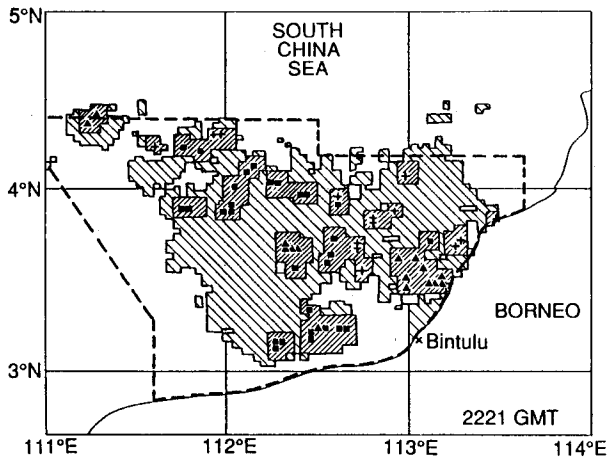 5°N
SOUTH
CHINA
SEA
4°N
BORNEO
×Bintulu
3°N
2221 GMT
111°E
112°E
113°E
114°E